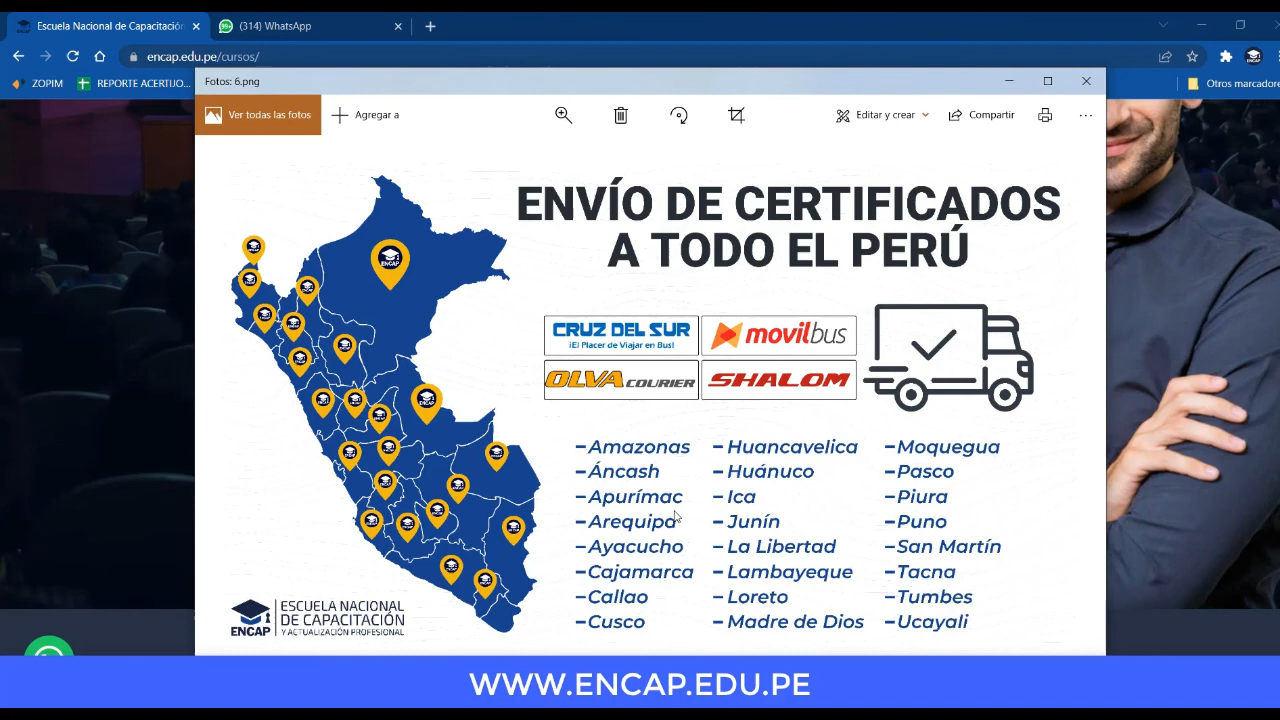 Escuela Nacional de Capacitación
(314) WhatsApp
encap.edu.pe/cursos/
ZOPIM
REPORTE ACERTIJO...
Otros marcadore
Fotos: 6.png
Ver todas las fotos
Agregar a
Editar y crear
Compartir
ENVÍO DE CERTIFICADOS
A TODO EL PERÚ
CRUZ DEL SUR
¡El Placer de Viajar en Bus!
movilbus
OLVA COURIER
SHALOM
ENCAP
ENCAP
– Amazonas
– Áncash
– Apurímac
– Arequipa
– Ayacucho
– Cajamarca
– Callao
– Cusco
– Huancavelica
– Huánuco
– Ica
– Junín
– La Libertad
– Lambayeque
– Loreto
– Madre de Dios
– Moquegua
– Pasco
– Piura
– Puno
– San Martín
– Tacna
– Tumbes
– Ucayali
ENCAP
ESCUELA NACIONAL
DE CAPACITACIÓN
Y ACTUALIZACIÓN PROFESIONAL
WWW.ENCAP.EDU.PE